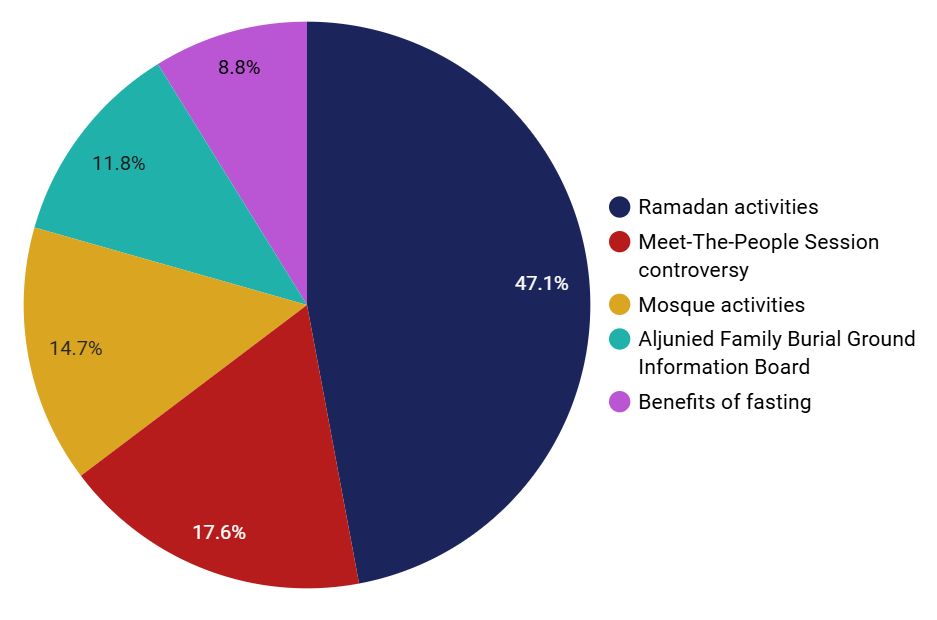 8.8%
11.8%
47.1%
14.7%
17.6%
Ramadan activities
Meet-The-People Session
controversy
Mosque activities
Aljunied Family Burial Ground
Information Board
Benefits of fasting